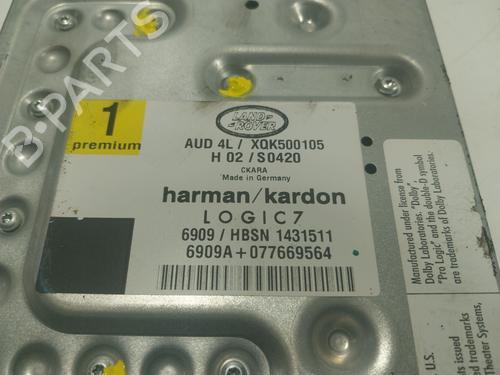 1
premium
LAND
ROVER
AUD 4L / XQK500105
H 02 / S0420
CKARA
Made in Germany
harman/kardon
LOGIC7
6909 / HBSN 1431511
6909A+077669564
Manufactured under license from
Dolby Laboratories. "Dolby",
"Pro Logic" and the double-D symbol
are trademarks of Dolby Laboratories.
U.S.
issued
trademarks
Theater Systems,
B-PARTS